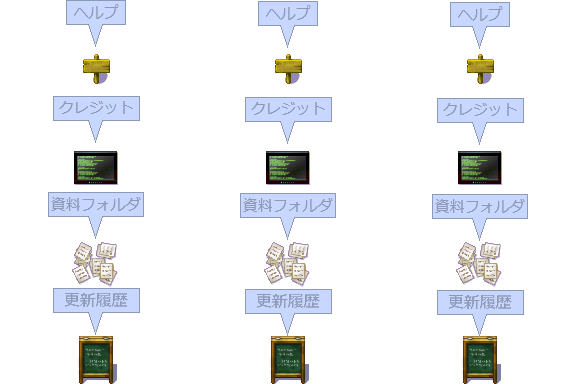 ヘルプ ヘルプ ヘルプ
クレジット クレジット クレジット
資料フォルダ 資料フォルダ 資料フォルダ
更新履歴 更新履歴 更新履歴